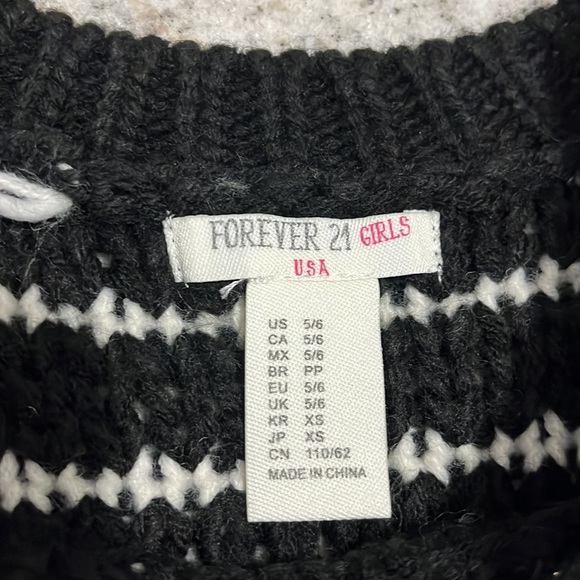 FOREVER 21 GIRLS
USA
US 5/6
CA 5/6
MX 5/6
BR PP
EU 5/6
UK 5/6
KR XS
JP XS
CN 110/62
MADE IN CHINA